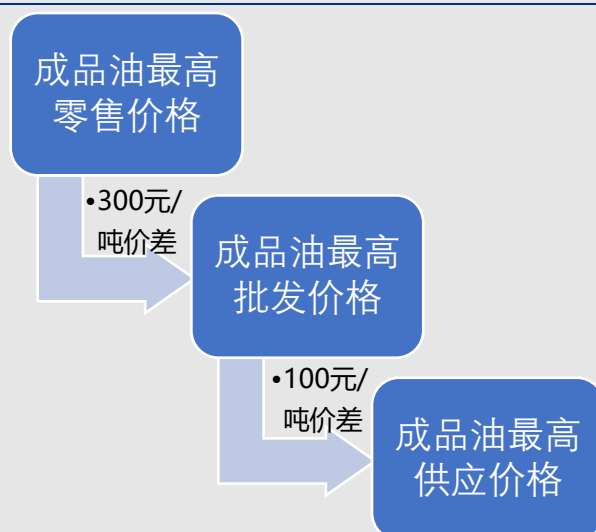 成品油最高
零售价格
•300元/
吨价差
成品油最高
批发价格
•100元/
吨价差
成品油最高
供应价格